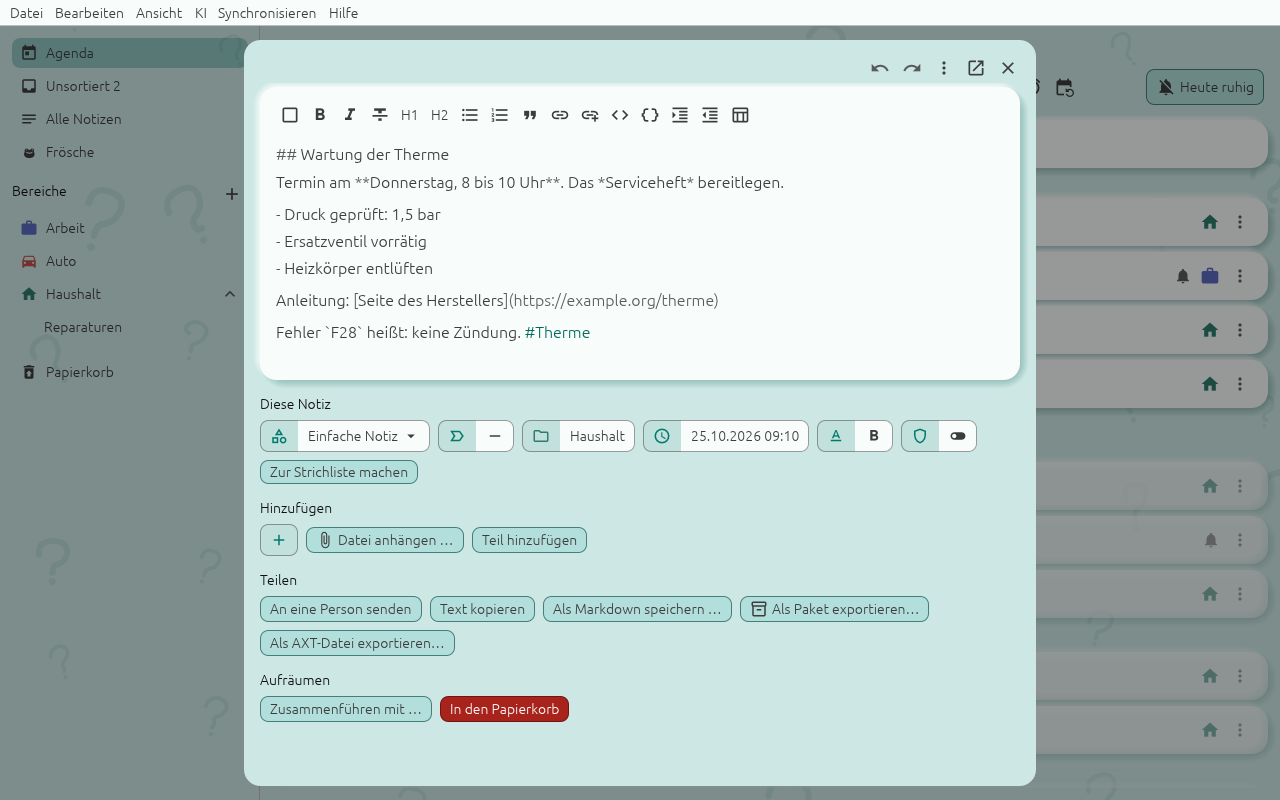 Datei Bearbeiten Ansicht KI Synchronisieren Hilfe
Agenda
Unsortiert 2
Alle Notizen
Frösche
Bereiche
Arbeit
Auto
Haushalt
Reparaturen
Papierkorb
Heute ruhig
B I H1 H2
## Wartung der Therme
Termin am **Donnerstag, 8 bis 10 Uhr**. Das *Serviceheft* bereitlegen.
- Druck geprüft: 1,5 bar
- Ersatzventil vorrätig
- Heizkörper entlüften
Anleitung: [Seite des Herstellers](https://example.org/therme)
Fehler `F28` heißt: keine Zündung. #Therme
Diese Notiz
Einfache Notiz Haushalt 25.10.2026 09:10 A B
Zur Strichliste machen
Hinzufügen
Datei anhängen … Teil hinzufügen
Teilen
An eine Person senden Text kopieren Als Markdown speichern … Als Paket exportieren…
Als AXT-Datei exportieren…
Aufräumen
Zusammenführen mit … In den Papierkorb